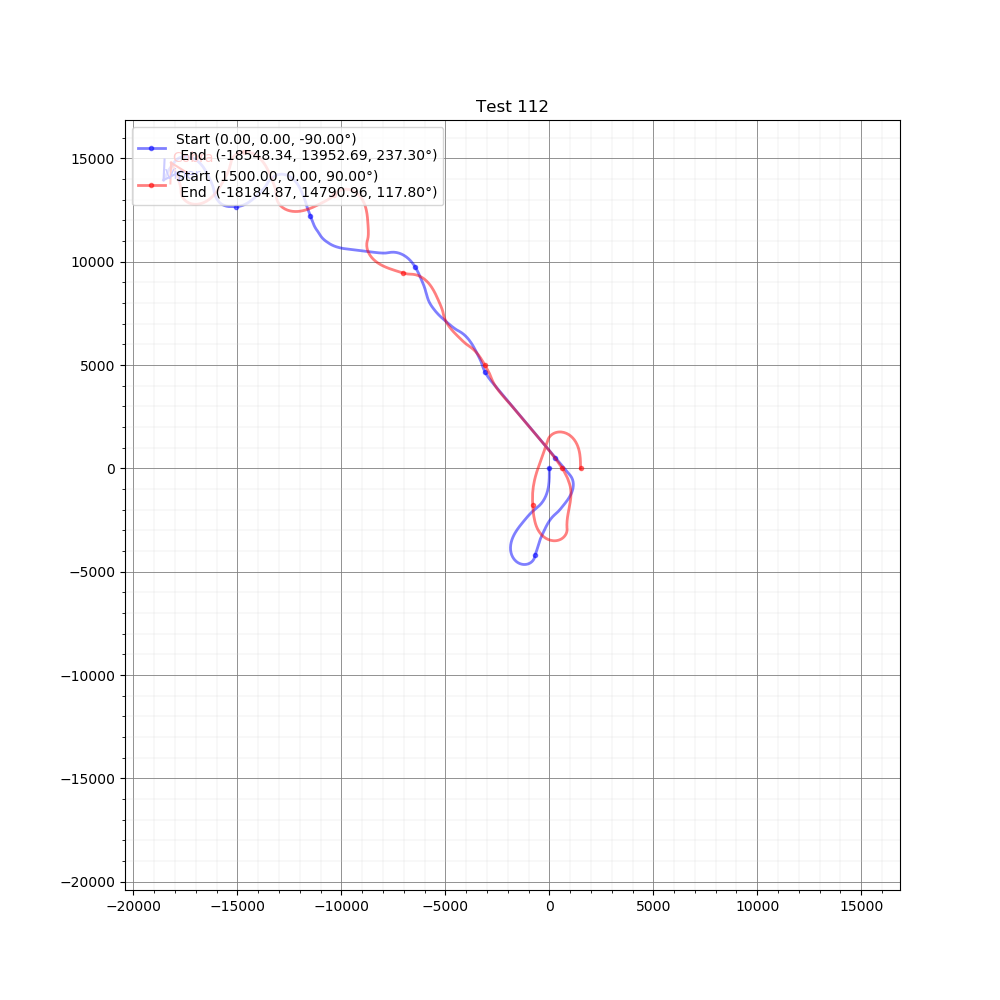 Test 112
Start (0.00, 0.00, -90.00°)
End (-18548.34, 13952.69, 237.30°)
Start (1500.00, 0.00, 90.00°)
End (-18184.87, 14790.96, 117.80°)
15000
10000
5000
0
−5000
−10000
−15000
−20000
−20000 −15000 −10000 −5000 0 5000 10000 15000